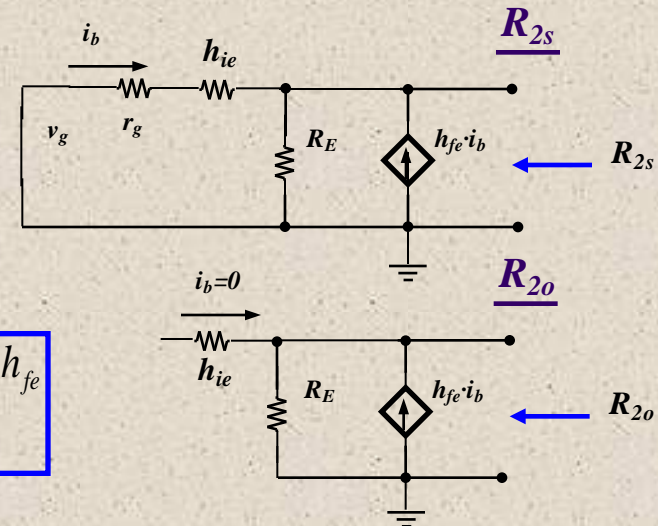 R2s
ib
hie
vg
rg
RE
hfe·ib
R2s
R2o
ib=0
hie
RE
hfe·ib
R2o
hfe